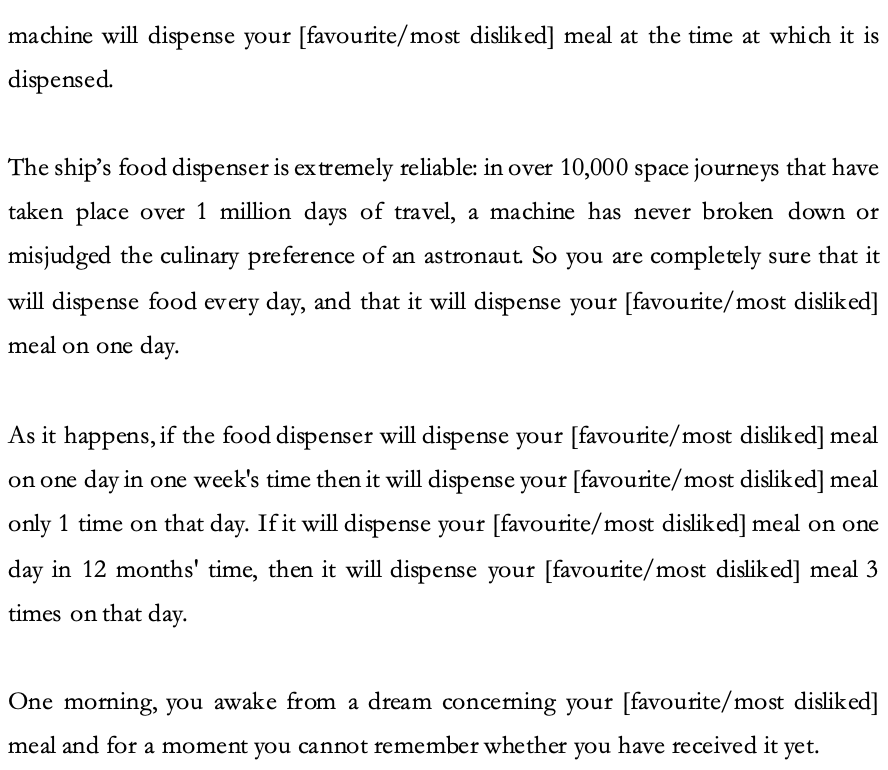 machine will dispense your [favourite/most disliked] meal at the time at which it is
dispensed.
The ship’s food dispenser is extremely reliable: in over 10,000 space journeys that have
taken place over 1 million days of travel, a machine has never broken down or
misjudged the culinary preference of an astronaut. So you are completely sure that it
will dispense food every day, and that it will dispense your [favourite/most disliked]
meal on one day.
As it happens, if the food dispenser will dispense your [favourite/most disliked] meal
on one day in one week's time then it will dispense your [favourite/most disliked] meal
only 1 time on that day. If it will dispense your [favourite/most disliked] meal on one
day in 12 months' time, then it will dispense your [favourite/most disliked] meal 3
times on that day.
One morning, you awake from a dream concerning your [favourite/most disliked]
meal and for a moment you cannot remember whether you have received it yet.